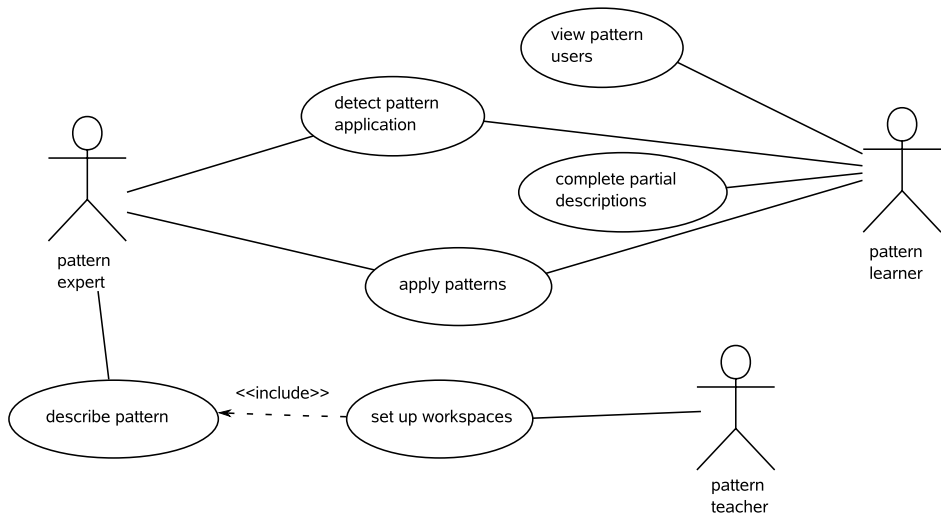 view pattern
users
detect pattern
application
complete partial
descriptions
pattern
expert
pattern
learner
apply patterns
<<include>>
describe pattern
set up workspaces
pattern
teacher